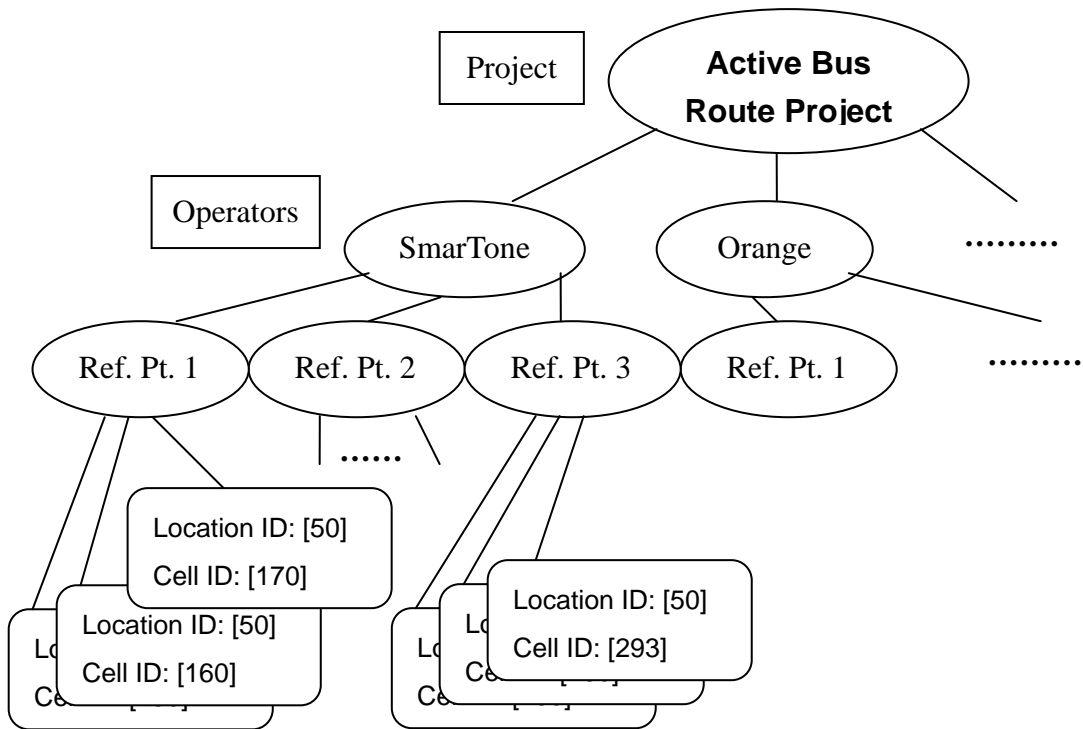 Project
Active Bus
Route Project
Operators
SmarTone
Orange
.........
Ref. Pt. 1
Ref. Pt. 2
Ref. Pt. 3
Ref. Pt. 1
.........
......
Location ID: [50]
Cell ID: [170]
Location ID: [50]
Cell ID: [160]
Location ID: [50]
Cell ID: [293]